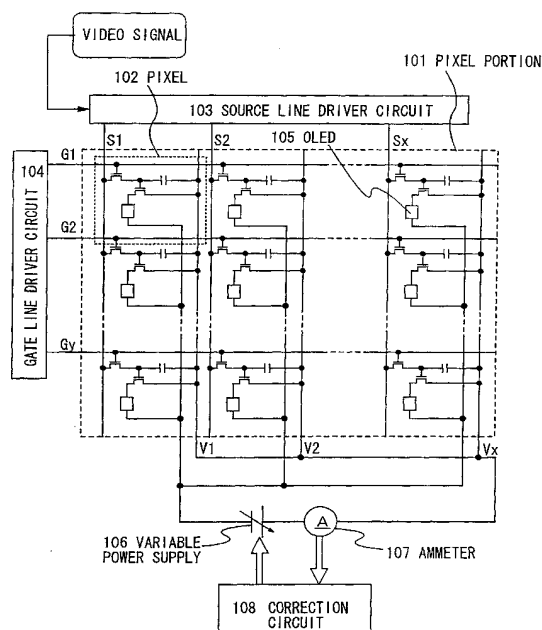 VIDEO SIGNAL
102 PIXEL
101 PIXEL PORTION
103 SOURCE LINE DRIVER CIRCUIT
105 OLED
S1
S2
Sx
104
GATE LINE DRIVER CIRCUIT
G1
G2
Gy
V1
V2
Vx
A
106 VARIABLE
POWER SUPPLY
107 AMMETER
108 CORRECTION
CIRCUIT